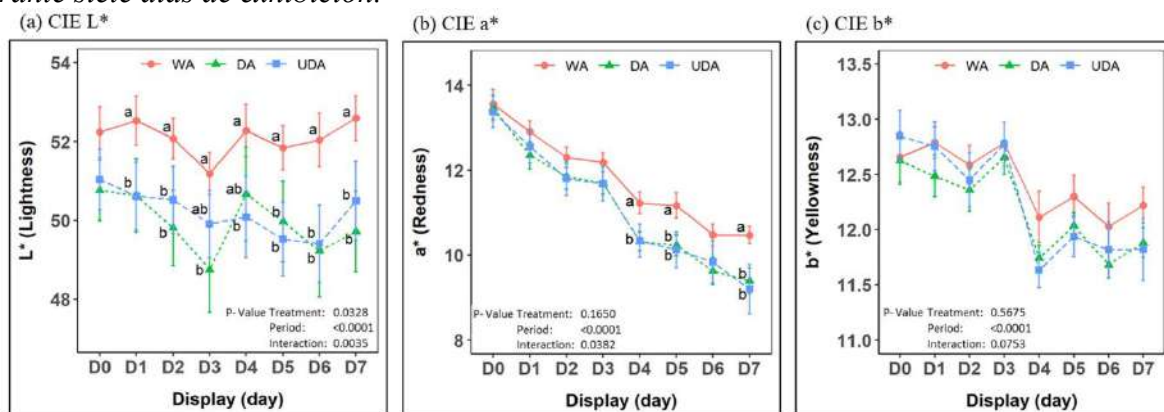 siete días de exhibición.
(a) CIE L*
(b) CIE a*
(c) CIE b*
WA DA UDA
L* (Lightness)
54
52
50
48
a a a a a a a
b b ab ab b b b
b b b b b
P- Value Treatment: 0.0328
Period: <0.0001
Interaction: 0.0035
D0 D1 D2 D3 D4 D5 D6 D7
Display (day)
WA DA UDA
a* (Redness)
14
12
10
8
a a a
b b b
b b b
P- Value Treatment: 0.1650
Period: <0.0001
Interaction: 0.0382
D0 D1 D2 D3 D4 D5 D6 D7
Display (day)
WA DA UDA
b* (Yellowness)
13.5
13.0
12.5
12.0
11.5
11.0
P-Value Treatment: 0.5675
Period: <0.0001
Interaction: 0.0753
D0 D1 D2 D3 D4 D5 D6 D7
Display (day)